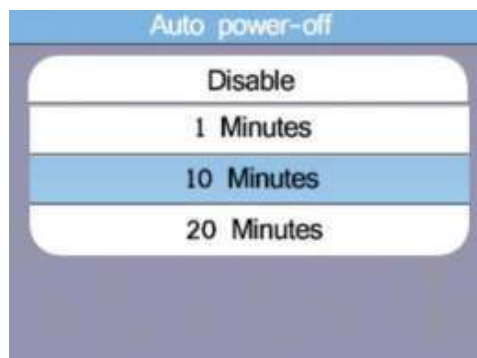 Auto power-off
Disable
1 Minutes
10 Minutes
20 Minutes